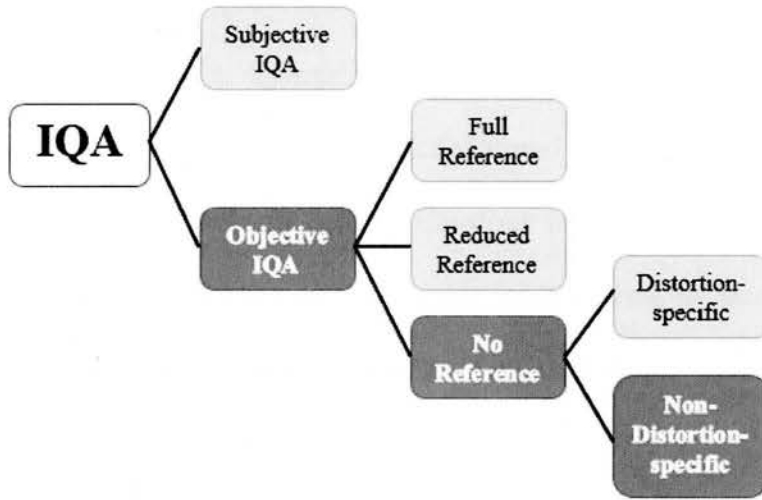 IQA
Subjective
IQA
Objective
IQA
Full
Reference
Reduced
Reference
No
Reference
Distortion-
specific
Non-
Distortion-
specific